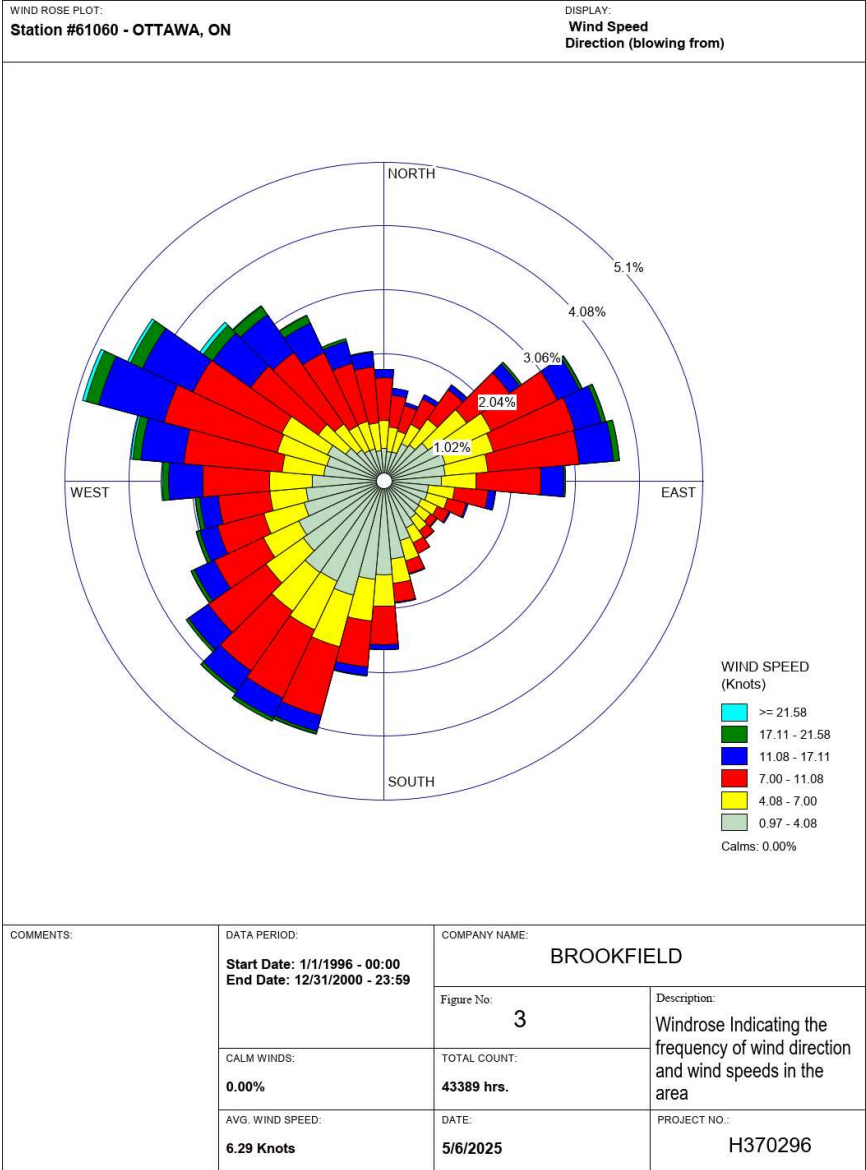 WIND ROSE PLOT:
Station #61060 - OTTAWA, ON
DISPLAY:
Wind Speed
Direction (blowing from)
NORTH
5.1%
4.08%
3.06%
2.04%
1.02%
WEST
EAST
SOUTH
WIND SPEED
(Knots)
>= 21.58
17.11 - 21.58
11.08 - 17.11
7.00 - 11.08
4.08 - 7.00
0.97 - 4.08
Calms: 0.00%
COMMENTS:
DATA PERIOD:
Start Date: 1/1/1996 - 00:00
End Date: 12/31/2000 - 23:59
COMPANY NAME:
BROOKFIELD
Figure No:
3
Description:
Windrose Indicating the
frequency of wind direction
and wind speeds in the
area
CALM WINDS:
0.00%
TOTAL COUNT:
43389 hrs.
AVG. WIND SPEED:
6.29 Knots
DATE:
5/6/2025
PROJECT NO.:
H370296